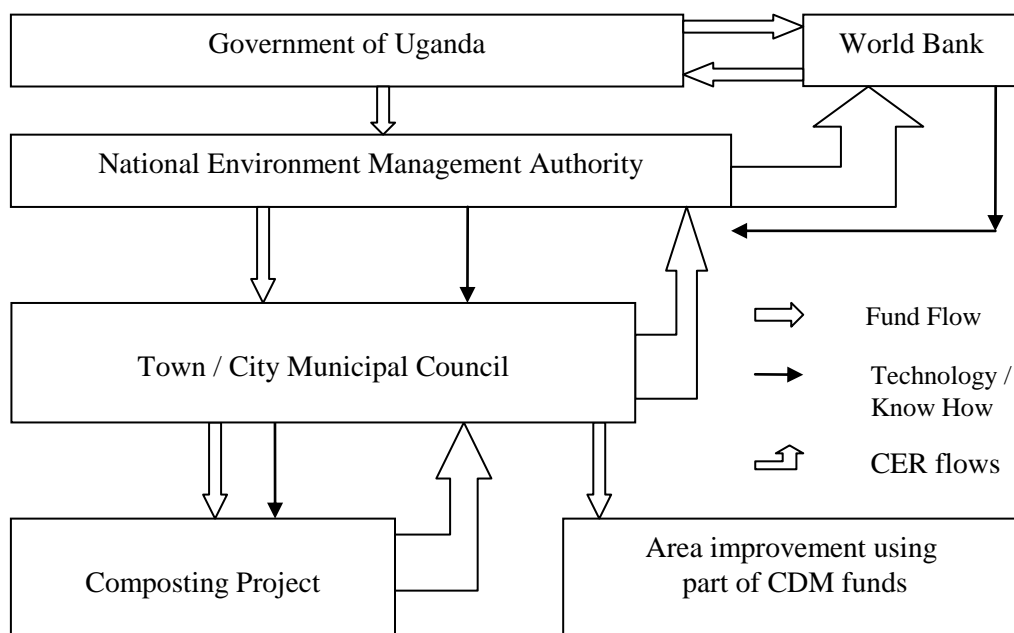 Government of Uganda
World Bank
National Environment Management Authority
Town / City Municipal Council
Fund Flow
Technology /
Know How
CER flows
Composting Project
Area improvement using
part of CDM funds